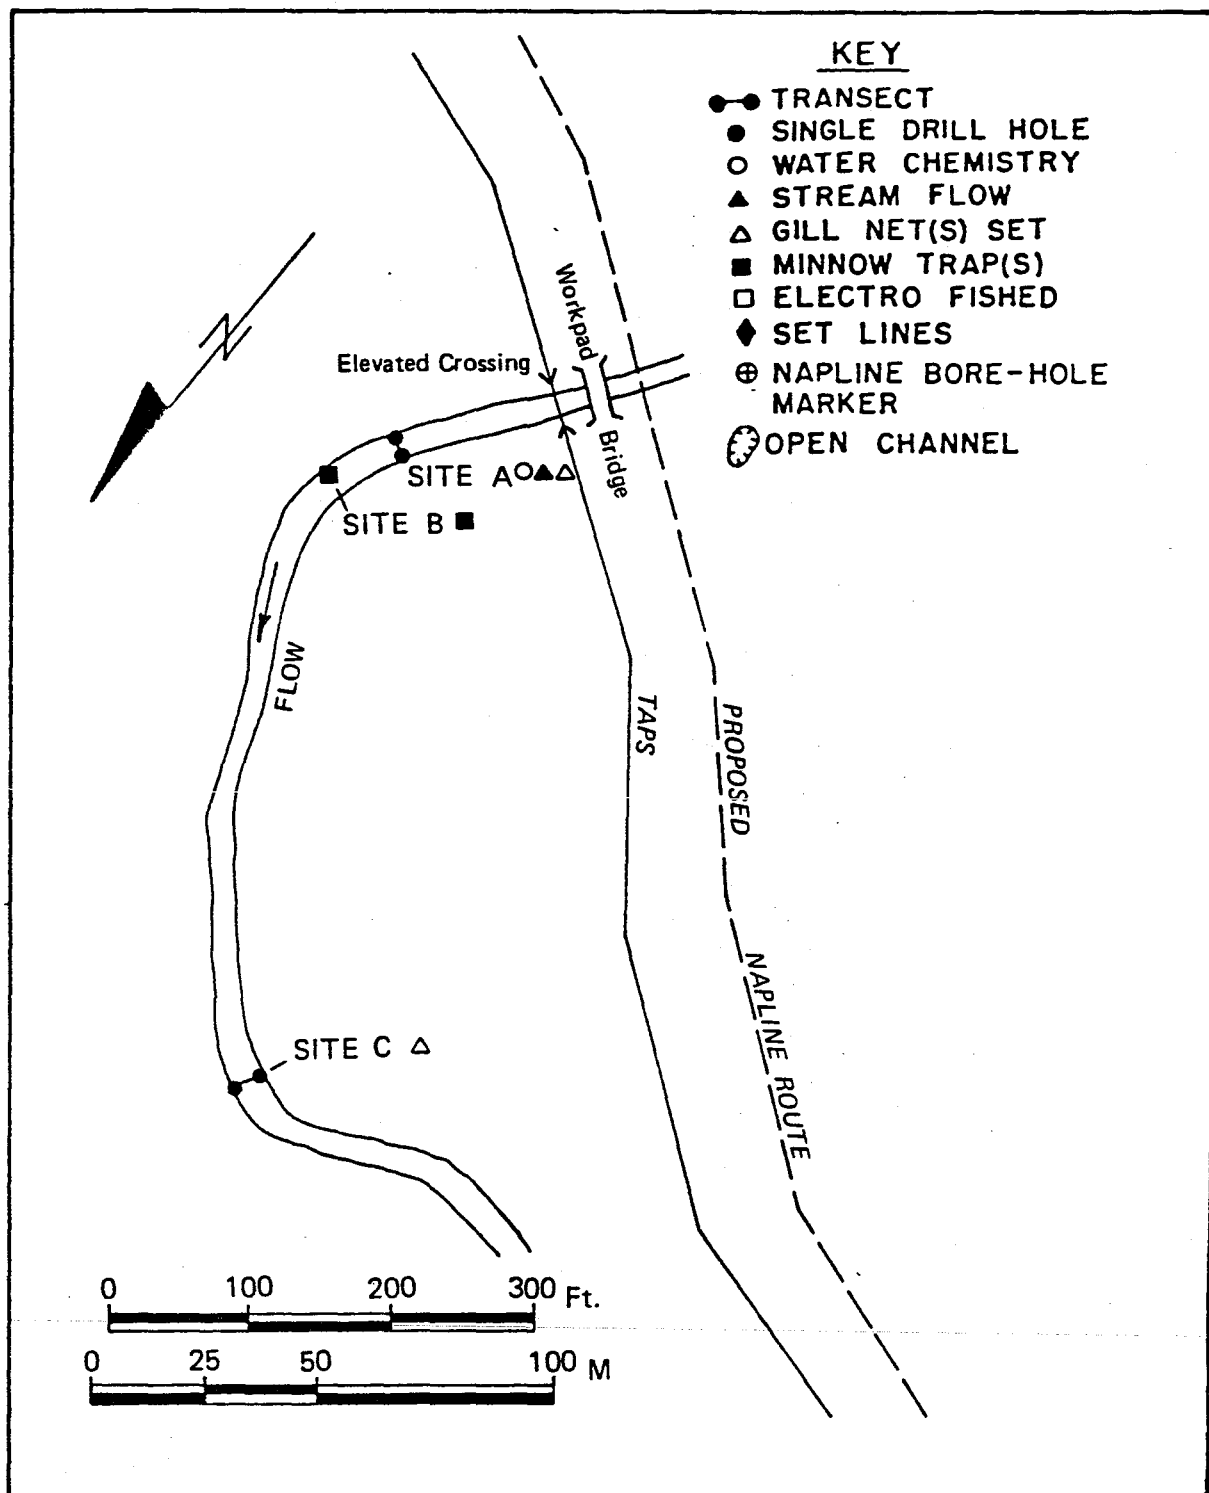 KEY
TRANSECT
SINGLE DRILL HOLE
WATER CHEMISTRY
STREAM FLOW
GILL NET(S) SET
MINNOW TRAP(S)
ELECTRO FISHED
SET LINES
NAPLINE BORE-HOLE
MARKER
OPEN CHANNEL
Workpad
Elevated Crossing
Bridge
SITE A
SITE B
FLOW
TAPS
PROPOSED
NAPLINE ROUTE
SITE C
0 100 200 300 Ft.
0 25 50 100 M